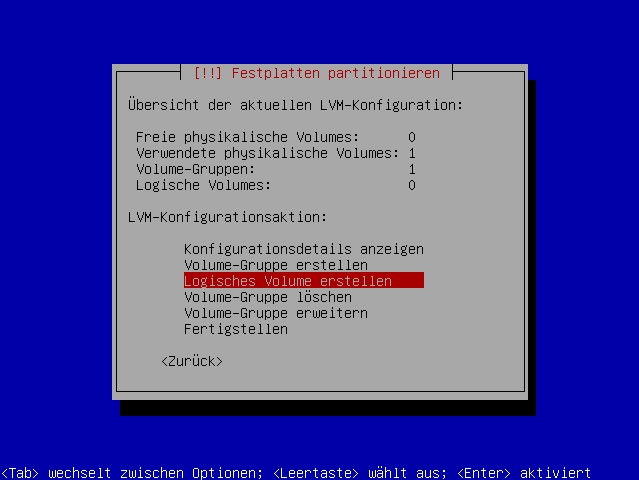 [!!] Festplatten partitionieren
Übersicht der aktuellen LVM-Konfiguration:
Freie physikalische Volumes: 0
Verwendete physikalische Volumes: 1
Volume-Gruppen: 1
Logische Volumes: 0
LVM-Konfigurationsaktion:
Konfigurationsdetails anzeigen
Volume-Gruppe erstellen
Logisches Volume erstellen
Volume-Gruppe löschen
Volume-Gruppe erweitern
Fertigstellen
<Zurück>
<Tab> wechselt zwischen Optionen; <Leertaste> wählt aus; <Enter> aktiviert